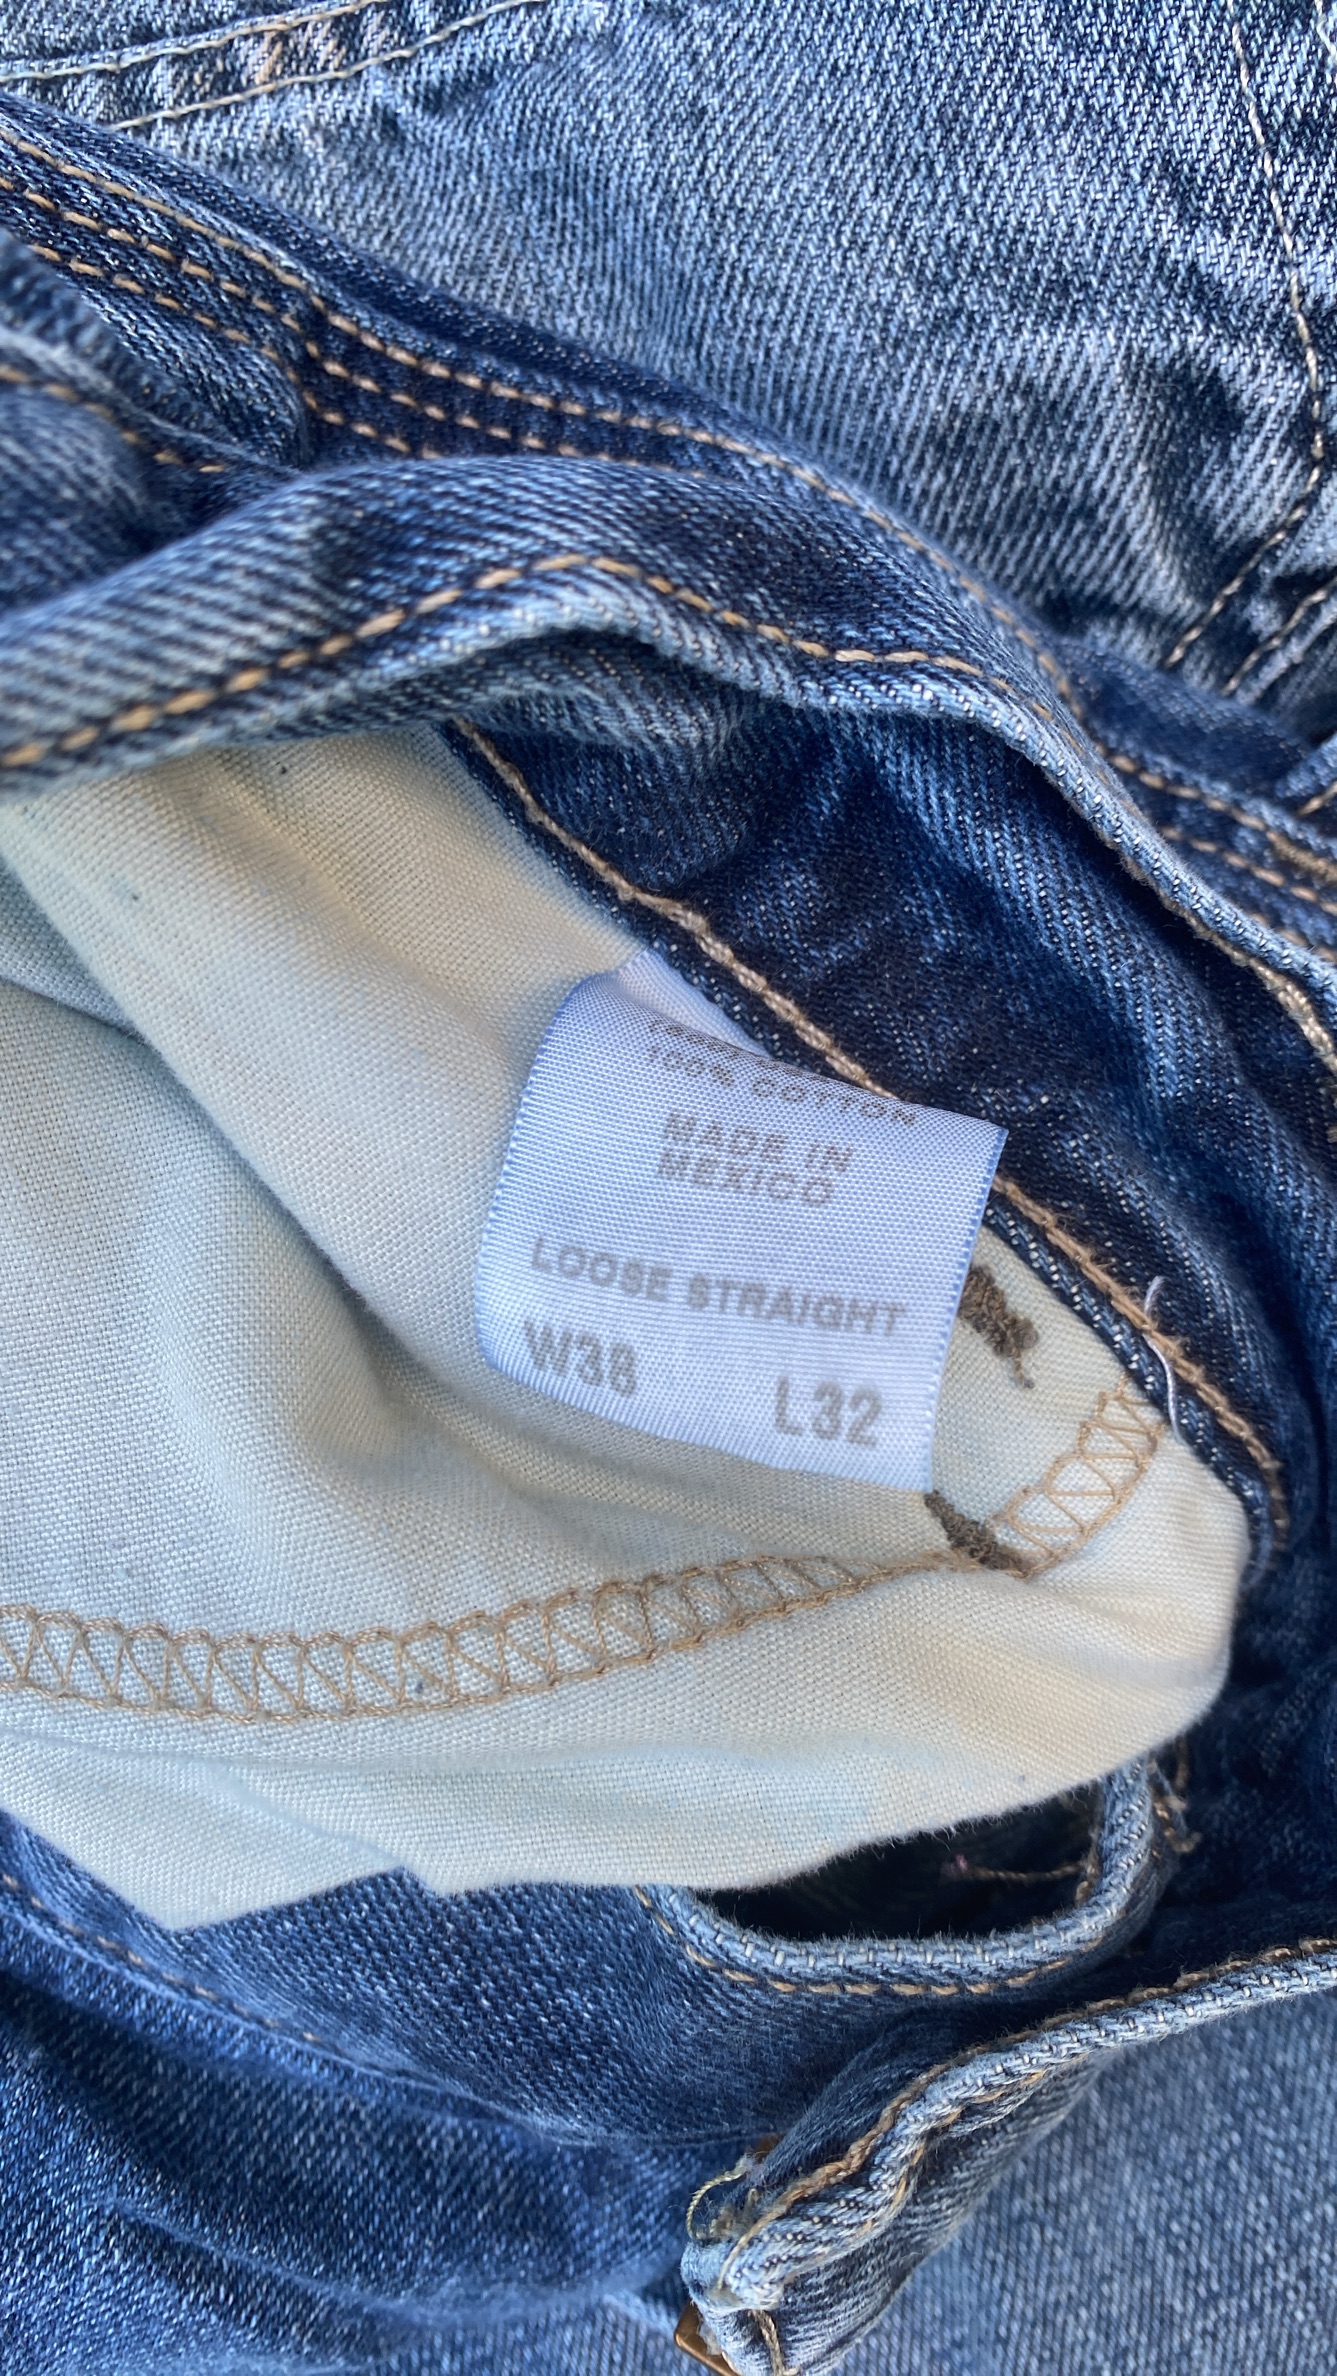 100% COTTON
MADE IN
MEXICO
LOOSE STRAIGHT
W38 L32